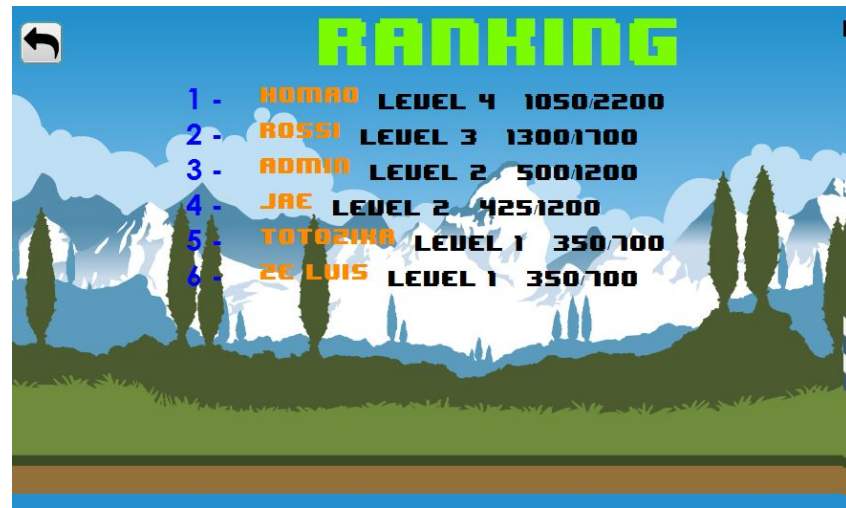 RANKING
1 - HOMAO LEVEL 4 1050/2200
2 - ROSSI LEVEL 3 1300/1700
3 - ADMIN LEVEL 2 500/1200
4 - JAE LEVEL 2 425/1200
5 - TOTOZIHA LEVEL 1 350/700
6 - ZE LUIS LEVEL 1 350/700